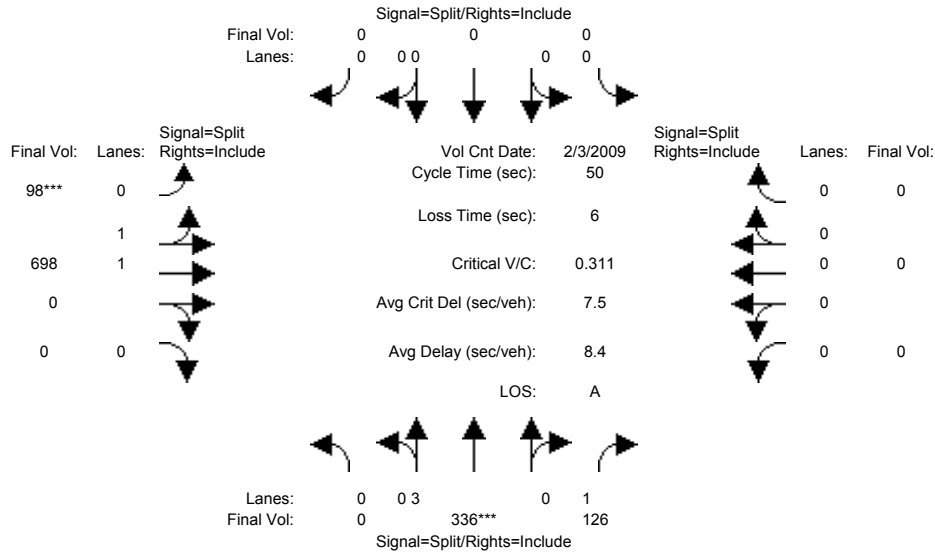 Signal=Split/Rights=Include
Final Vol: 0 0 0
Lanes: 0 0 0 0 0
Signal=Split
Final Vol: Lanes: Rights=Include
Vol Cnt Date: 2/3/2009
Signal=Split
Rights=Include Lanes: Final Vol:
Cycle Time (sec): 50
98*** 0
0 0
Loss Time (sec): 6
1
0
698 1
Critical V/C: 0.311
0 0
0
Avg Crit Del (sec/veh): 7.5
0
0 0
Avg Delay (sec/veh): 8.4
0 0
LOS: A
Lanes: 0 0 3 0 1
Final Vol: 0 336*** 126
Signal=Split/Rights=Include